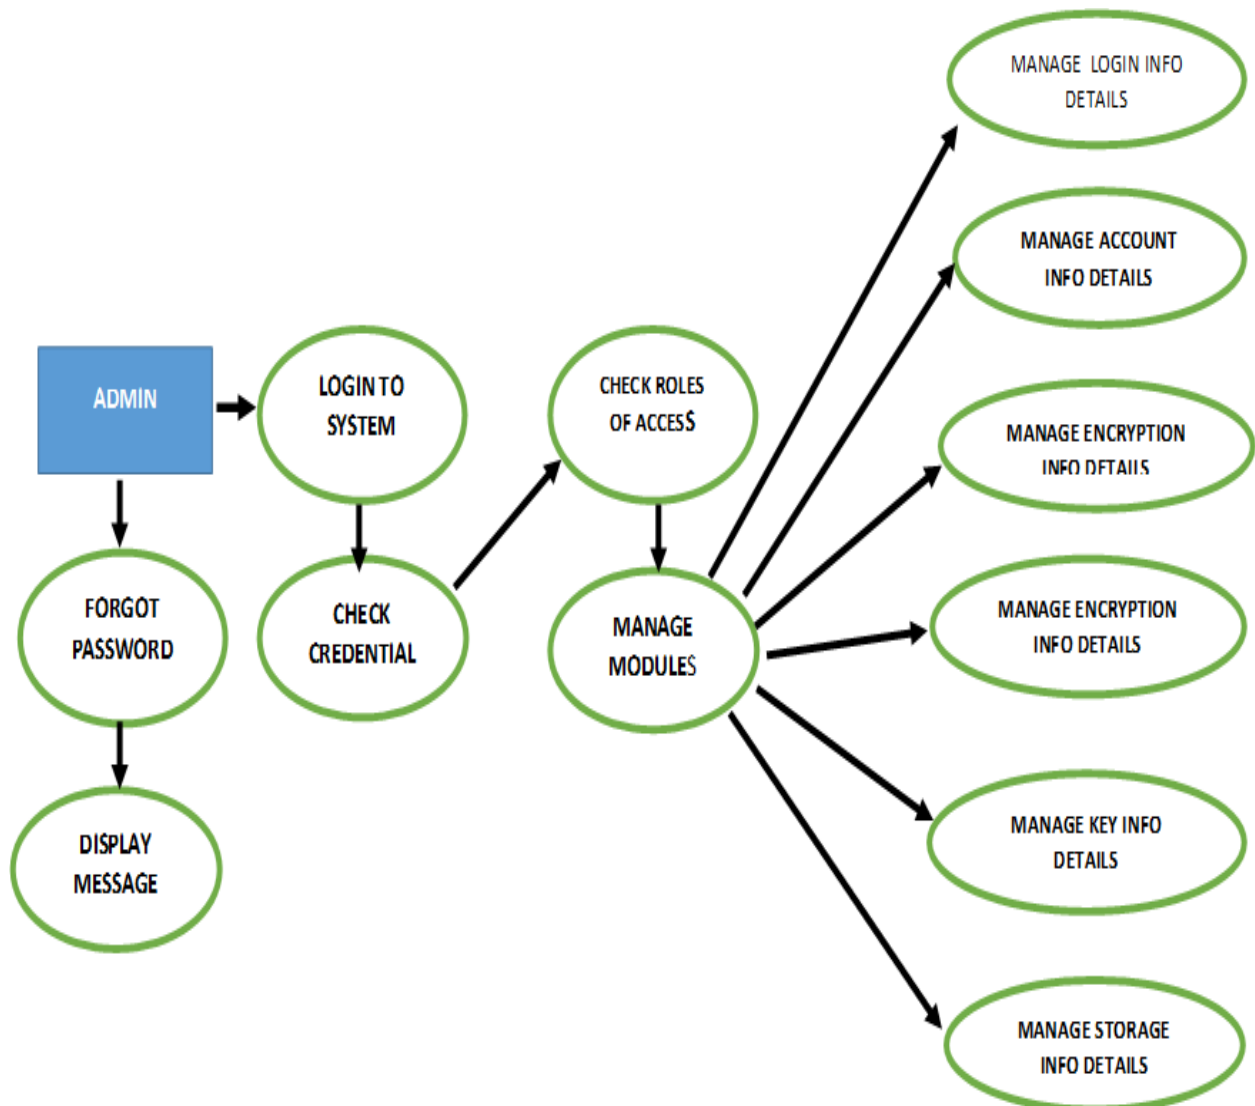 MANAGE LOGIN INFO
DETAILS
MANAGE ACCOUNT
INFO DETAILS
ADMIN
LOGIN TO
SYSTEM
CHECK ROLES
OF ACCESS
MANAGE ENCRYPTION
INFO DETAILS
FORGOT
PASSWORD
CHECK
CREDENTIAL
MANAGE
MODULES
MANAGE ENCRYPTION
INFO DETAILS
DISPLAY
MESSAGE
MANAGE KEY INFO
DETAILS
MANAGE STORAGE
INFO DETAILS